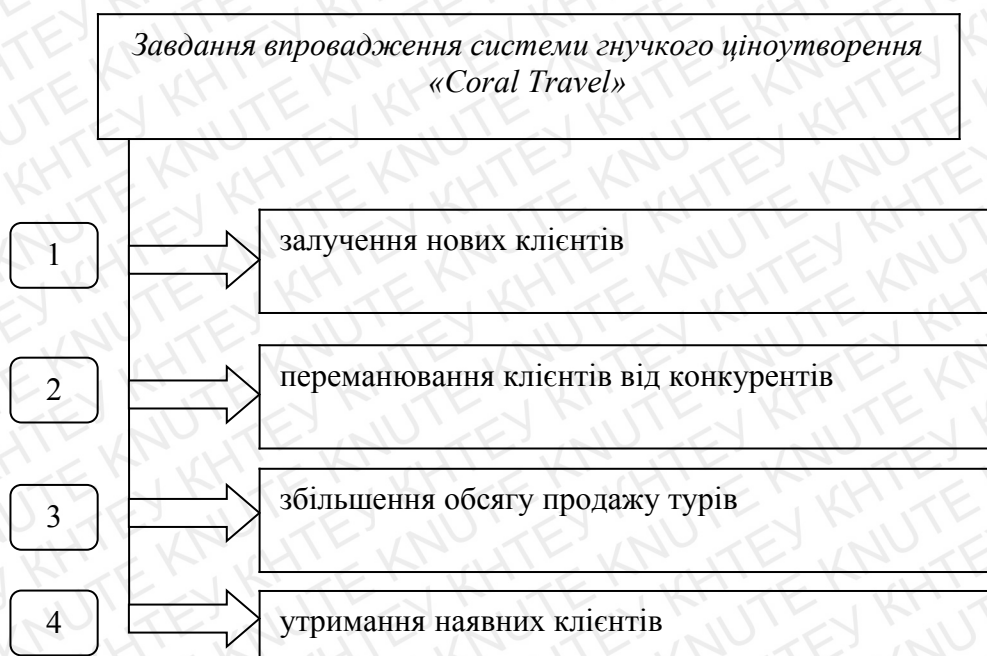 Завдання впровадження системи гнучкого ціноутворення
«Coral Travel»
1
залучення нових клієнтів
2
переманювання клієнтів від конкурентів
3
збільшення обсягу продажу турів
4
утримання наявних клієнтів